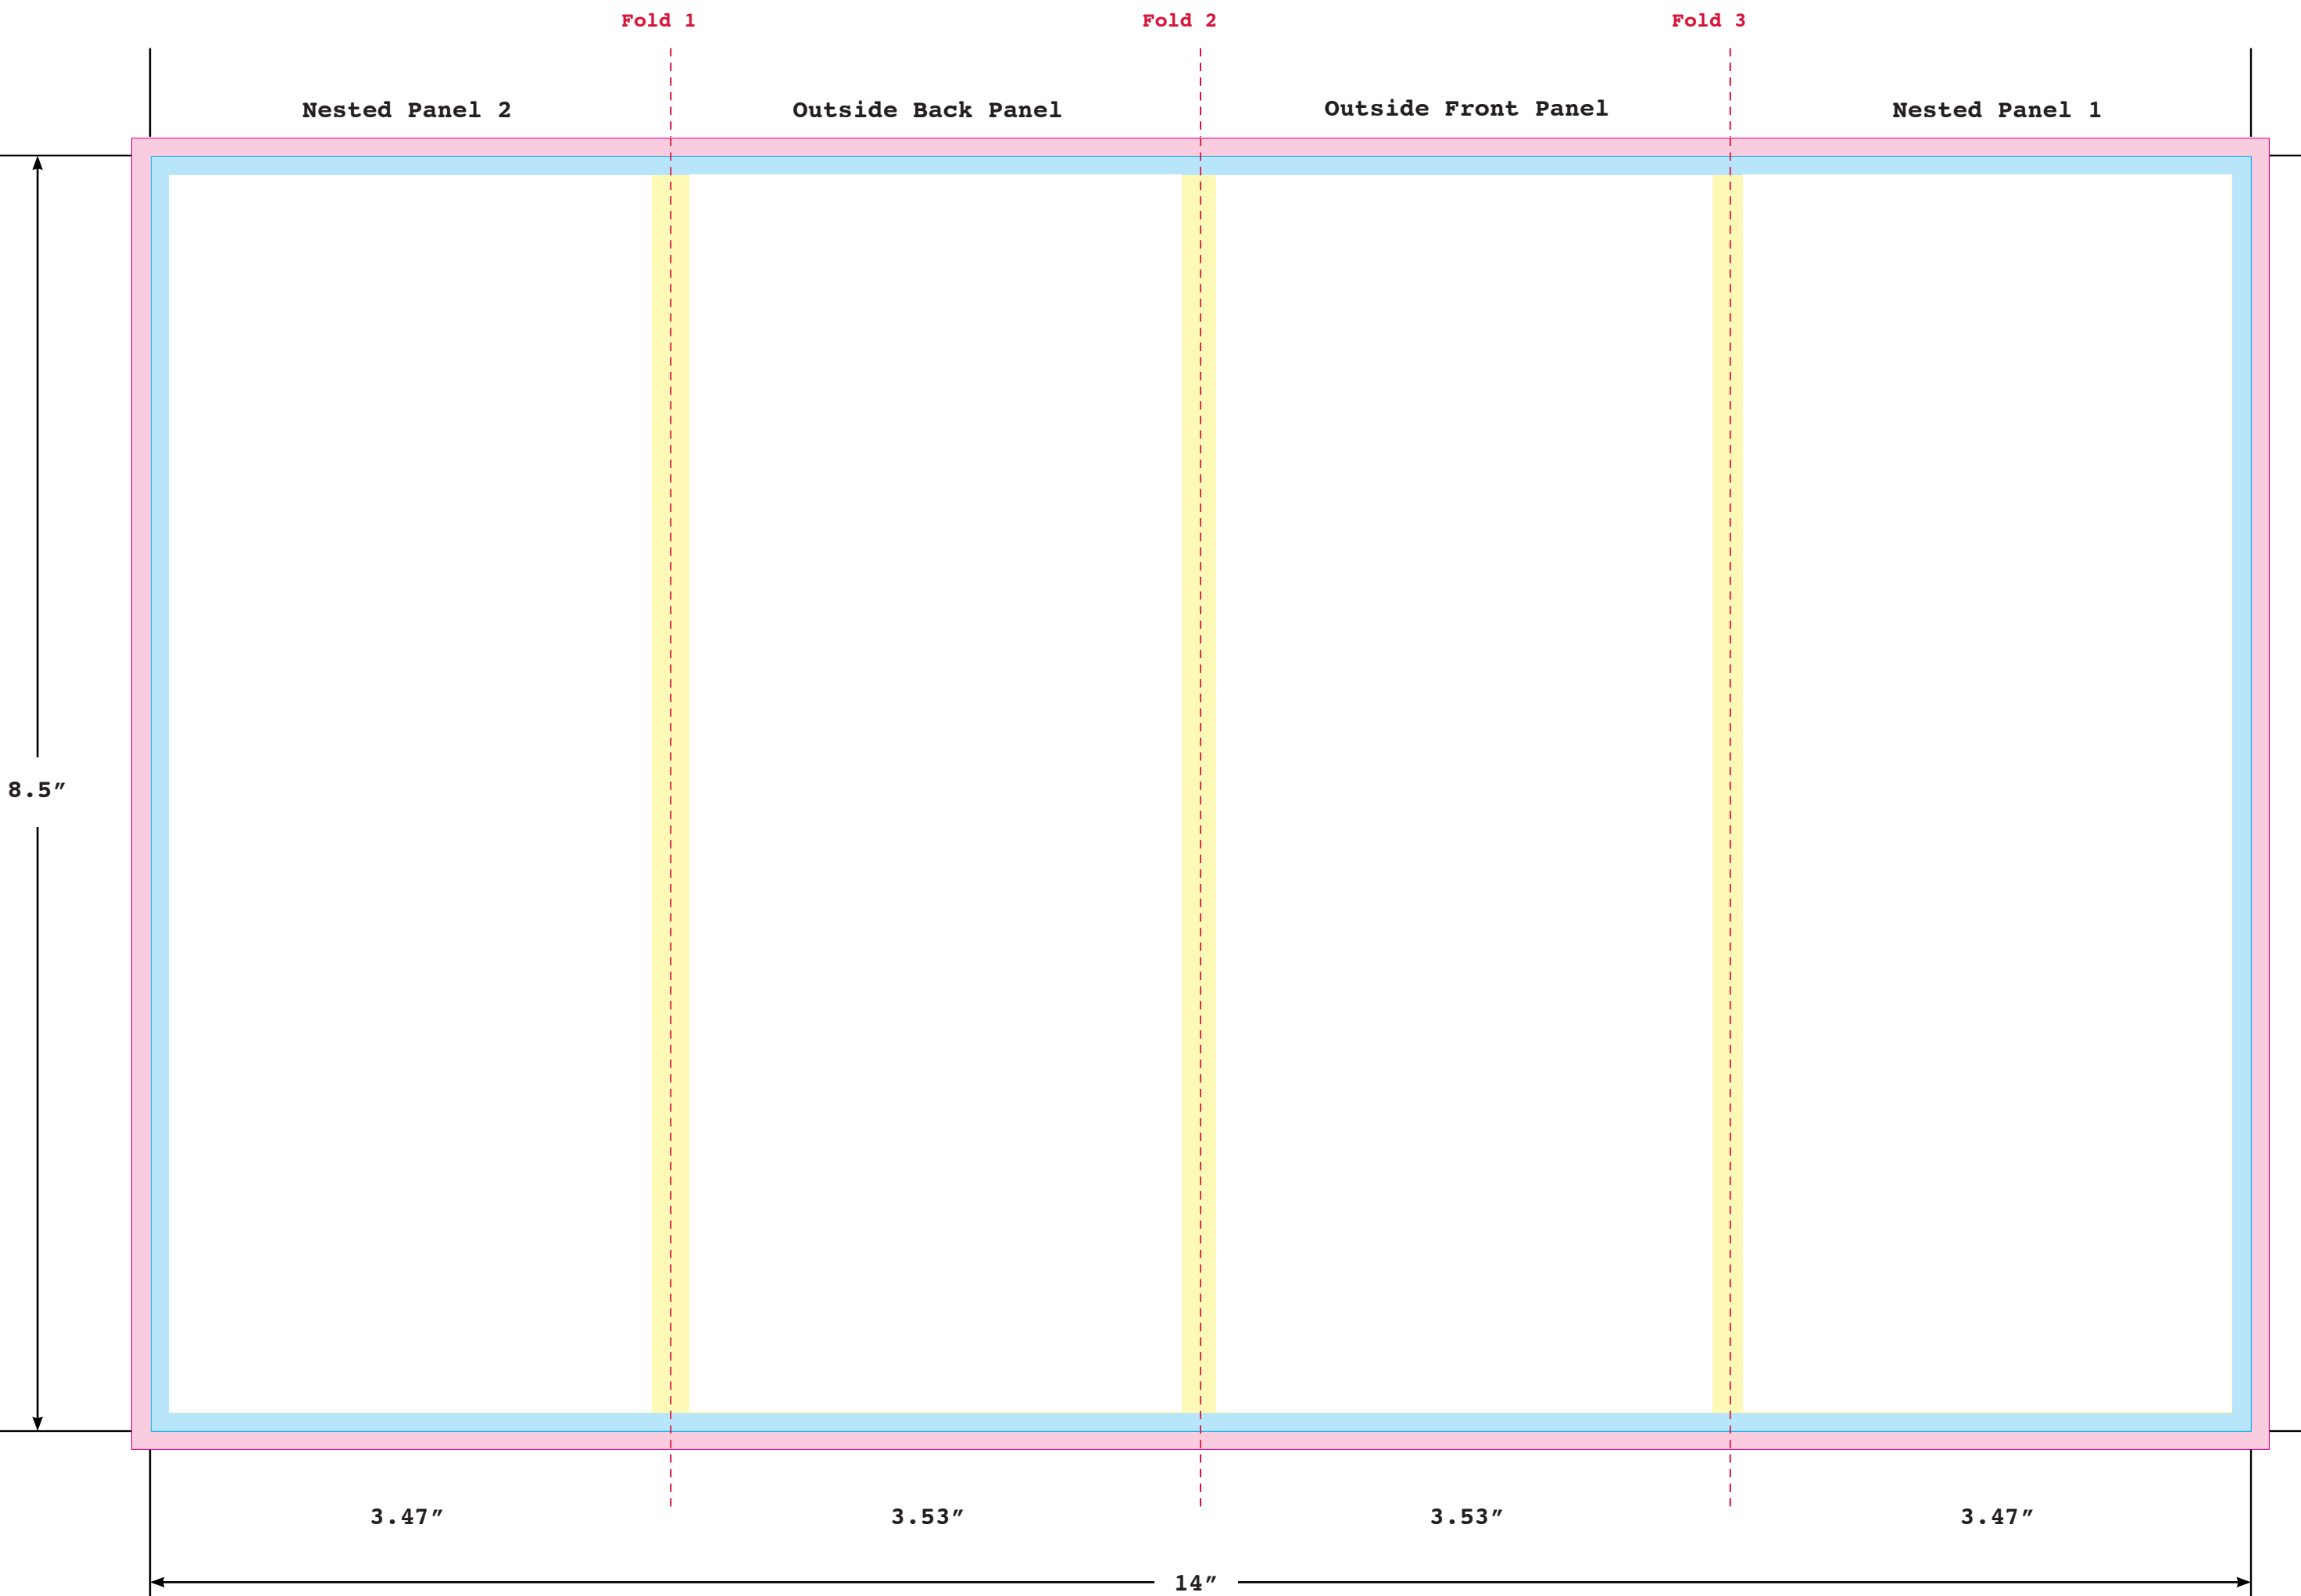 Fold 1
Fold 2
Fold 3
Nested Panel 2
Outside Back Panel
Outside Front Panel
Nested Panel 1
8.5″
3.47″
3.53″
3.53″
3.47″
14″